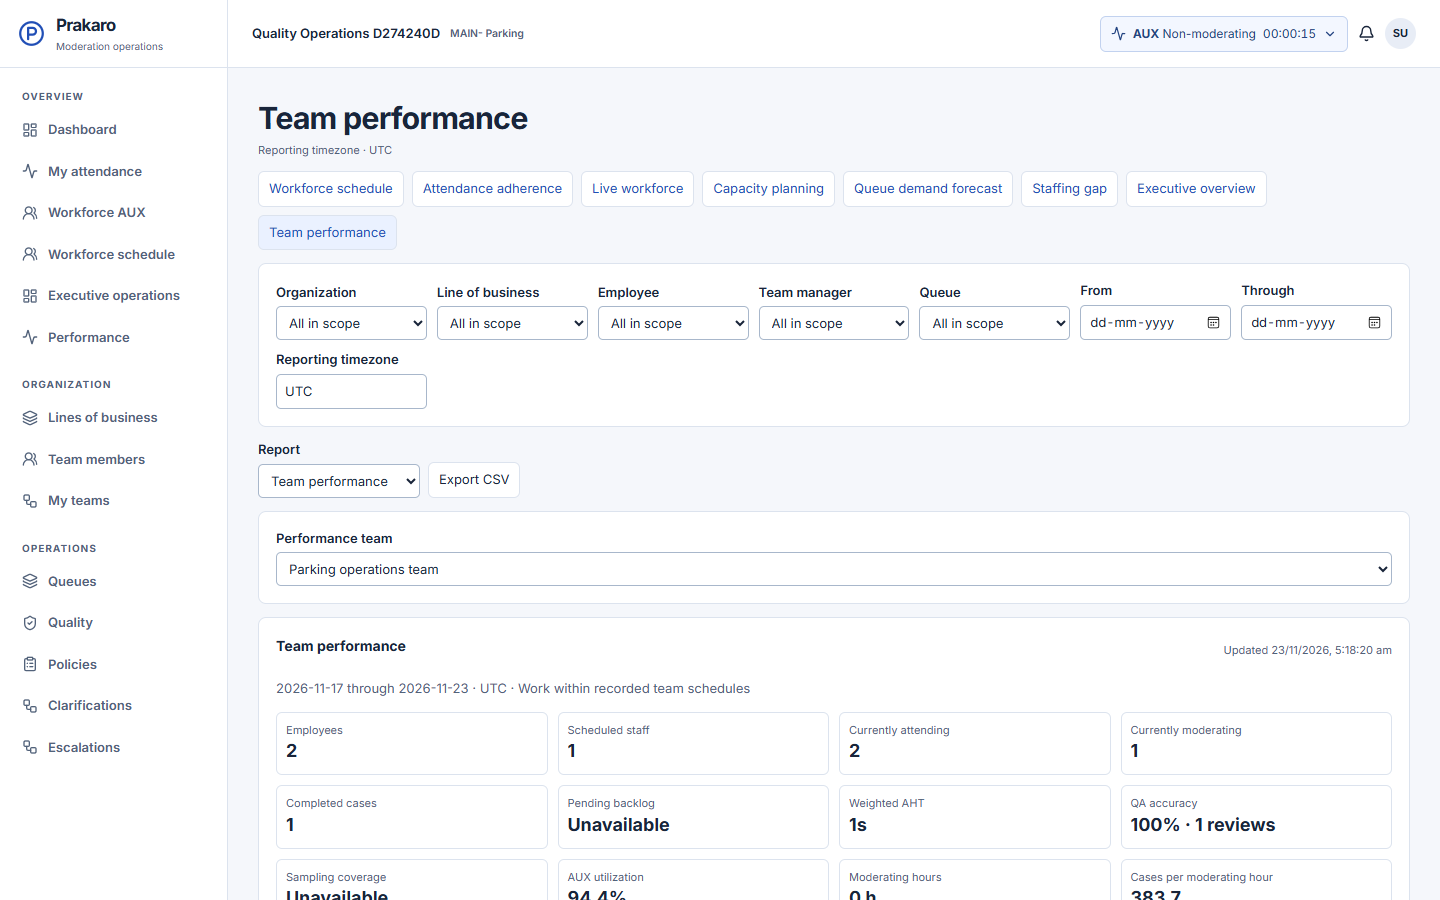 Prakaro
Moderation operations
Quality Operations D274240D MAIN- Parking
AUX Non-moderating 00:00:15
SU
OVERVIEW
Dashboard
My attendance
Workforce AUX
Workforce schedule
Executive operations
Performance
ORGANIZATION
Lines of business
Team members
My teams
OPERATIONS
Queues
Quality
Policies
Clarifications
Escalations
Team performance
Reporting timezone · UTC
Workforce schedule
Attendance adherence
Live workforce
Capacity planning
Queue demand forecast
Staffing gap
Executive overview
Team performance
Organization
All in scope
Line of business
All in scope
Employee
All in scope
Team manager
All in scope
Queue
All in scope
From
dd-mm-yyyy
Through
dd-mm-yyyy
Reporting timezone
UTC
Report
Team performance
Export CSV
Performance team
Parking operations team
Team performance
Updated 23/11/2026, 5:18:20 am
2026-11-17 through 2026-11-23 · UTC · Work within recorded team schedules
Employees
2
Scheduled staff
1
Currently attending
2
Currently moderating
1
Completed cases
1
Pending backlog
Unavailable
Weighted AHT
1s
QA accuracy
100% · 1 reviews
Sampling coverage
Unavailable
AUX utilization
94.4%
Moderating hours
0 h
Cases per moderating hour
383.7